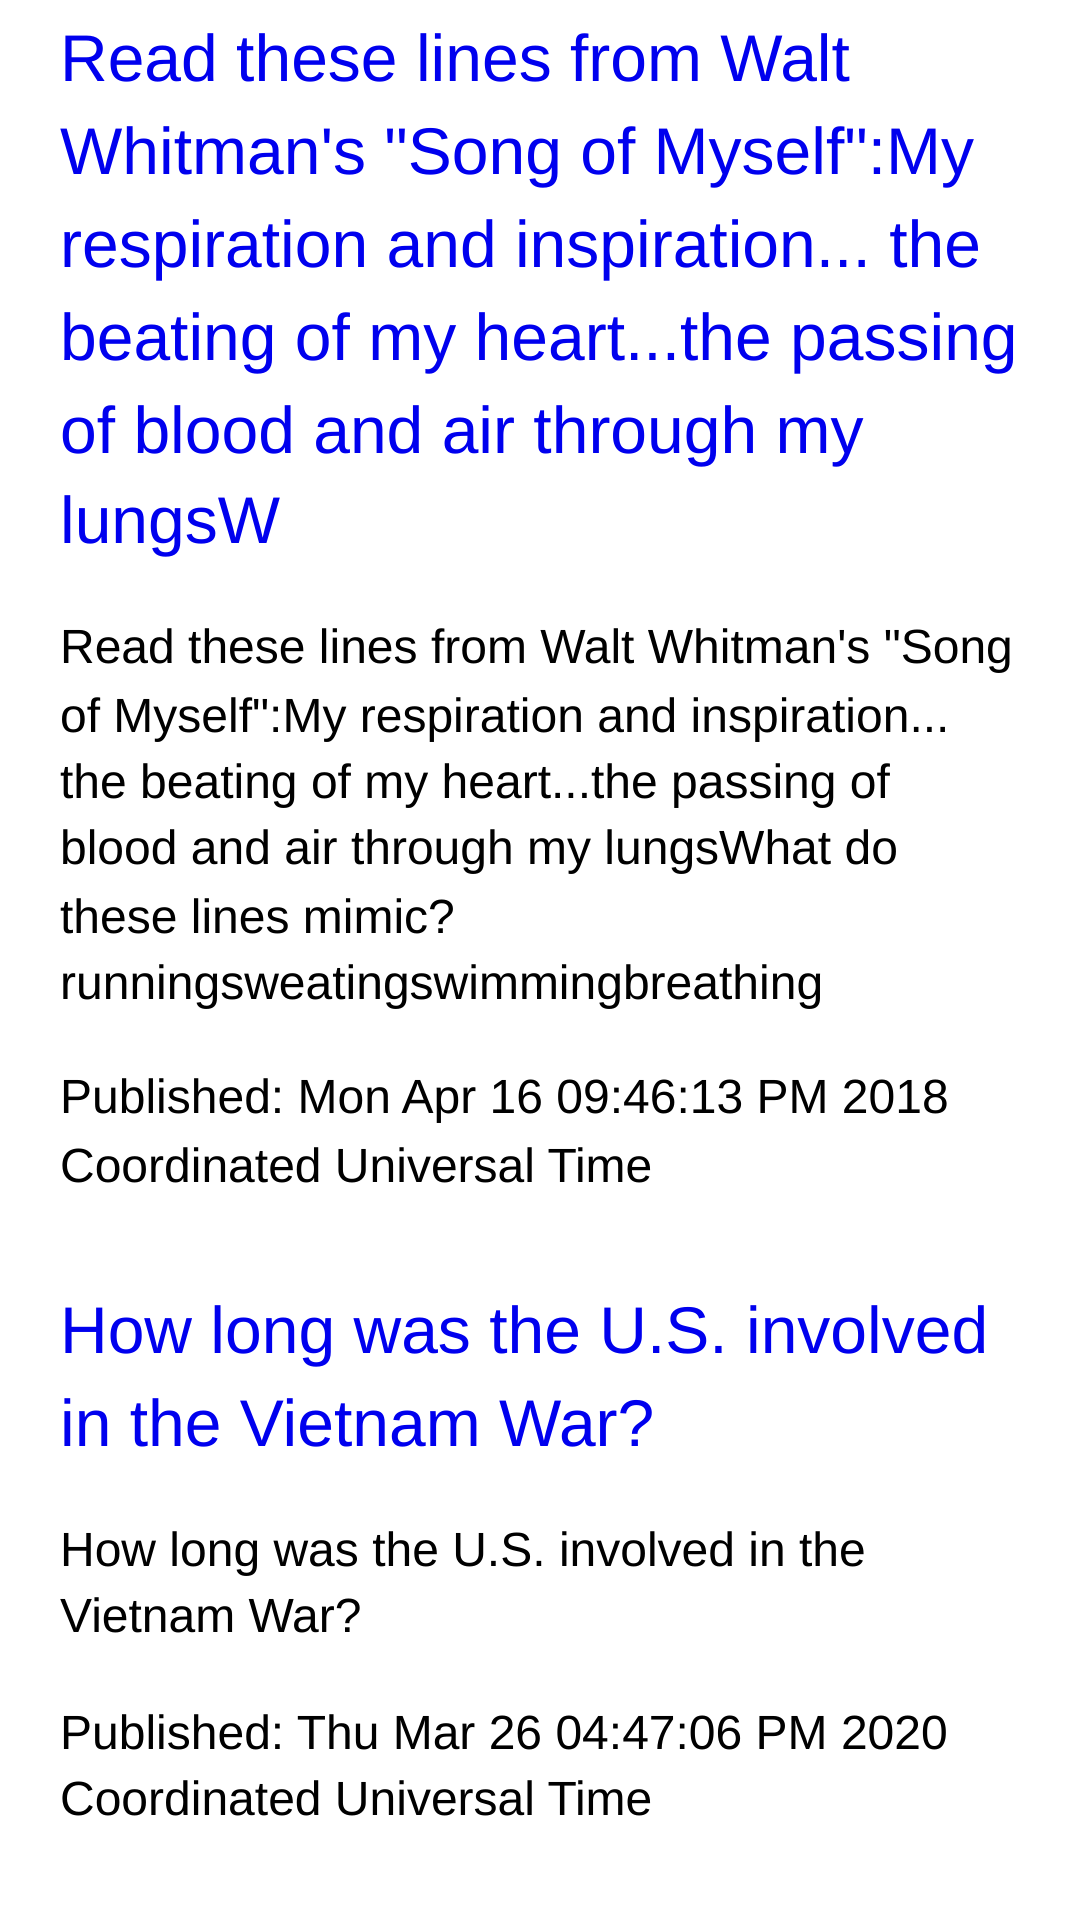 Read these lines from Walt
Whitman's "Song of Myself":My
respiration and inspiration... the
beating of my heart...the passing
of blood and air through my
lungsW
Read these lines from Walt Whitman's "Song
of Myself":My respiration and inspiration...
the beating of my heart...the passing of
blood and air through my lungsWhat do
these lines mimic?
runningsweatingswimmingbreathing
Published: Mon Apr 16 09:46:13 PM 2018
Coordinated Universal Time
How long was the U.S. involved
in the Vietnam War?
How long was the U.S. involved in the
Vietnam War?
Published: Thu Mar 26 04:47:06 PM 2020
Coordinated Universal Time